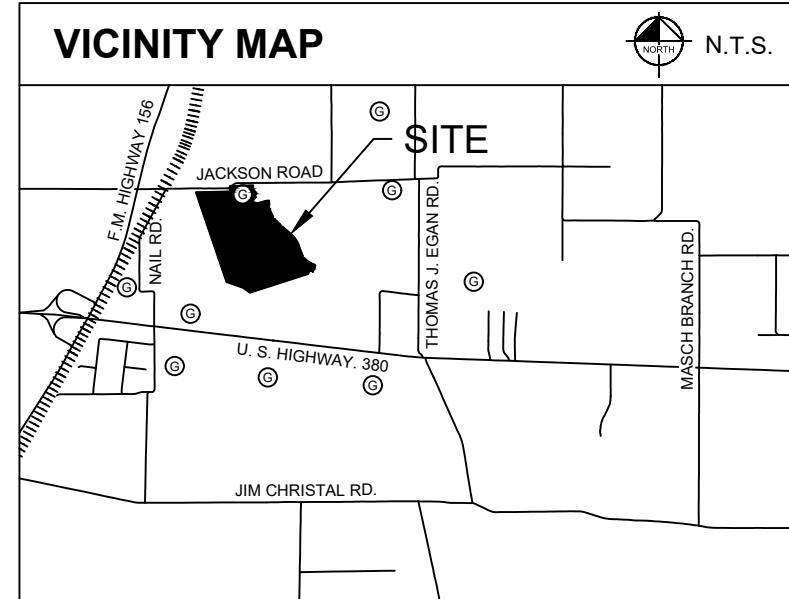 VICINITY MAP
NORTH
N.T.S.
G
SITE
F.M. HIGHWAY 156
JACKSON ROAD
G
G
NAIL RD.
THOMAS J. EGAN RD.
MASCH BRANCH RD.
G
G
G
U. S. HIGHWAY. 380
G
G
G
JIM CHRISTAL RD.